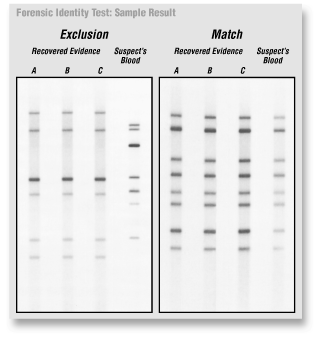 Forensic Identity Test: Sample Result
Exclusion
Recovered Evidence
Suspect's
Blood
A B C
Match
Recovered Evidence
Suspect's
Blood
A B C